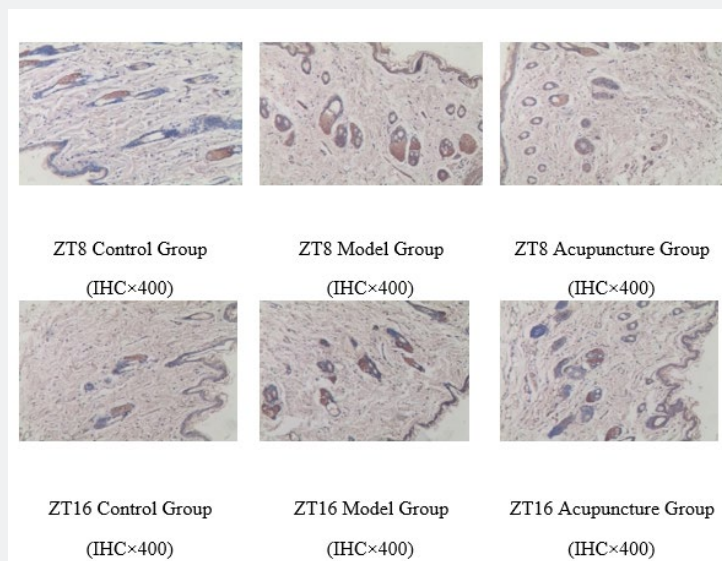 ZT8 Control Group
(IHC×400)
ZT8 Model Group
(IHC×400)
ZT8 Acupuncture Group
(IHC×400)
ZT16 Control Group
(IHC×400)
ZT16 Model Group
(IHC×400)
ZT16 Acupuncture Group
(IHC×400)